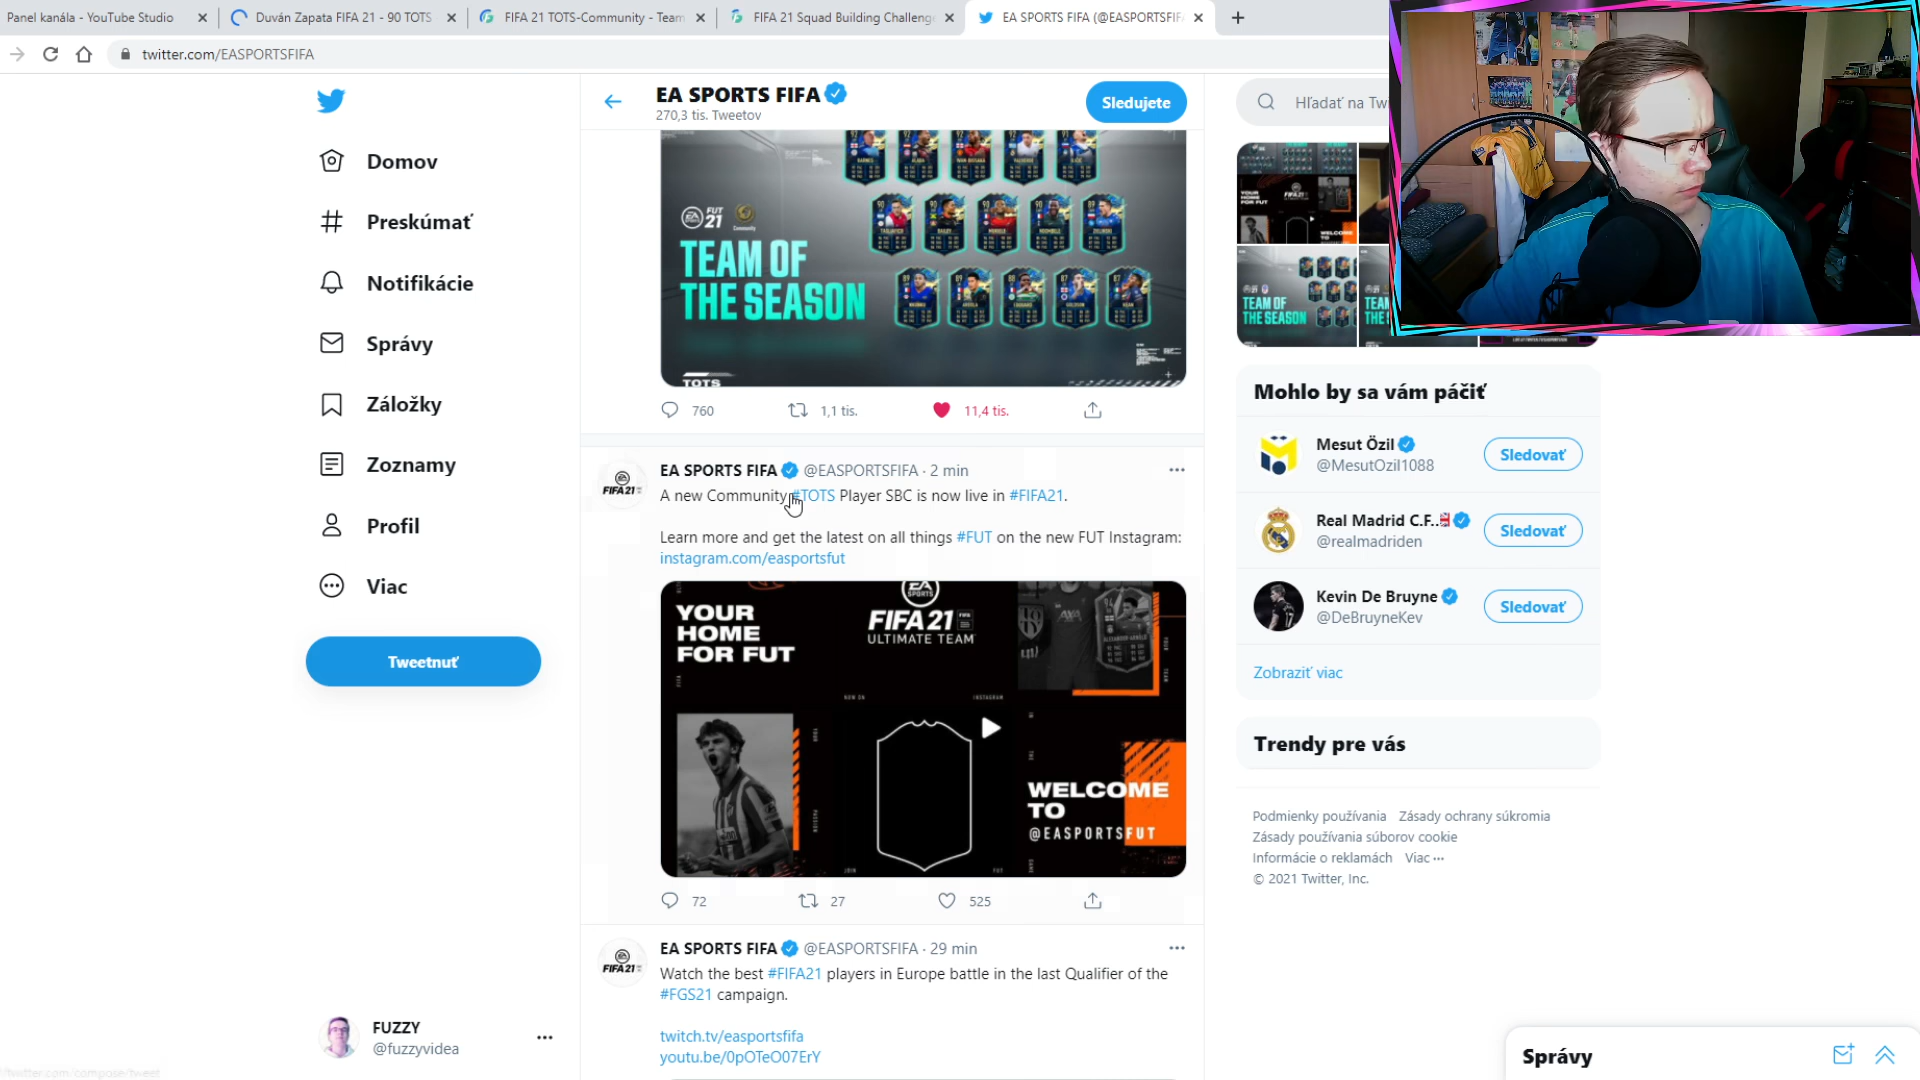 Panel kanála - YouTube Studio
Duván Zapata FIFA 21 - 90 TOTS
FIFA 21 TOTS-Community - Team
FIFA 21 Squad Building Challenge
EA SPORTS FIFA (@EASPORTSFIF
twitter.com/EASPORTSFIFA
Domov
Preskúmať
Notifikácie
Správy
Záložky
Zoznamy
Profil
Viac
Tweetnuť
FUZZY
@fuzzyvidea
EA SPORTS FIFA
270,3 tis. Tweetov
Sledujete
FUT 21
TEAM OF
THE SEASON
TOTS
760
1,1 tis.
11,4 tis.
EA SPORTS FIFA @EASPORTSFIFA · 2 min
A new Community #TOTS Player SBC is now live in #FIFA21.
Learn more and get the latest on all things #FUT on the new FUT Instagram:
instagram.com/easportsfut
YOUR
HOME
FOR FUT
EA SPORTS
FIFA 21
ULTIMATE TEAM
WELCOME
TO
@EASPORTSFUT
72
27
525
EA SPORTS FIFA @EASPORTSFIFA · 29 min
Watch the best #FIFA21 players in Europe battle in the last Qualifier of the
#FGS21 campaign.
twitch.tv/easportsfifa
youtu.be/0pOTeO07ErY
Hľadať na Tw
Mohlo by sa vám páčiť
Mesut Özil
@MesutOzil1088
Sledovať
Real Madrid C.F..
@realmadriden
Sledovať
Kevin De Bruyne
@DeBruyneKev
Sledovať
Zobraziť viac
Trendy pre vás
Podmienky používania Zásady ochrany súkromia
Zásady používania súborov cookie
Informácie o reklamách Viac ···
© 2021 Twitter, Inc.
Správy